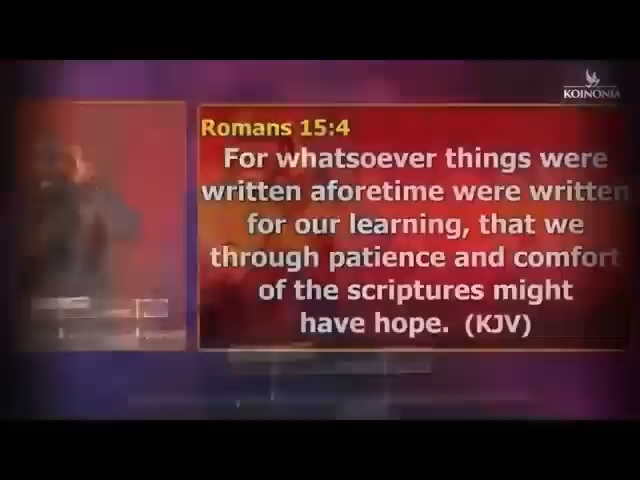 KOINONIA
Romans 15:4
For whatsoever things were
written aforetime were written
for our learning, that we
through patience and comfort
of the scriptures might
have hope. (KJV)